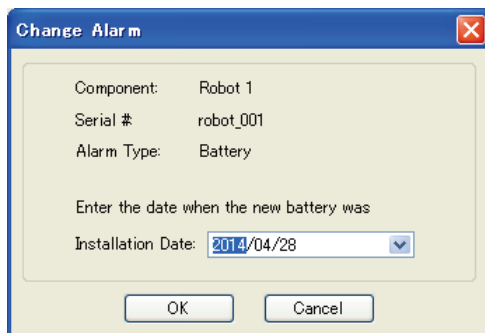 Change Alarm
Component: Robot 1
Serial # robot_001
Alarm Type: Battery
Enter the date when the new battery was
Installation Date: 2014/04/28
OK Cancel